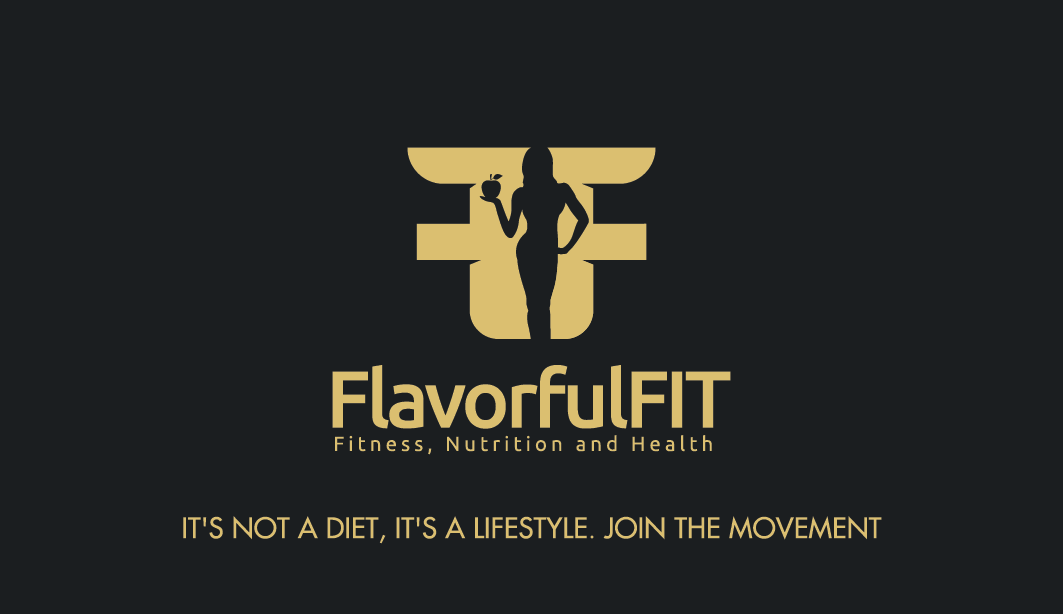 FlavorfulFIT
Fitness, Nutrition and Health
IT'S NOT A DIET, IT'S A LIFESTYLE. JOIN THE MOVEMENT